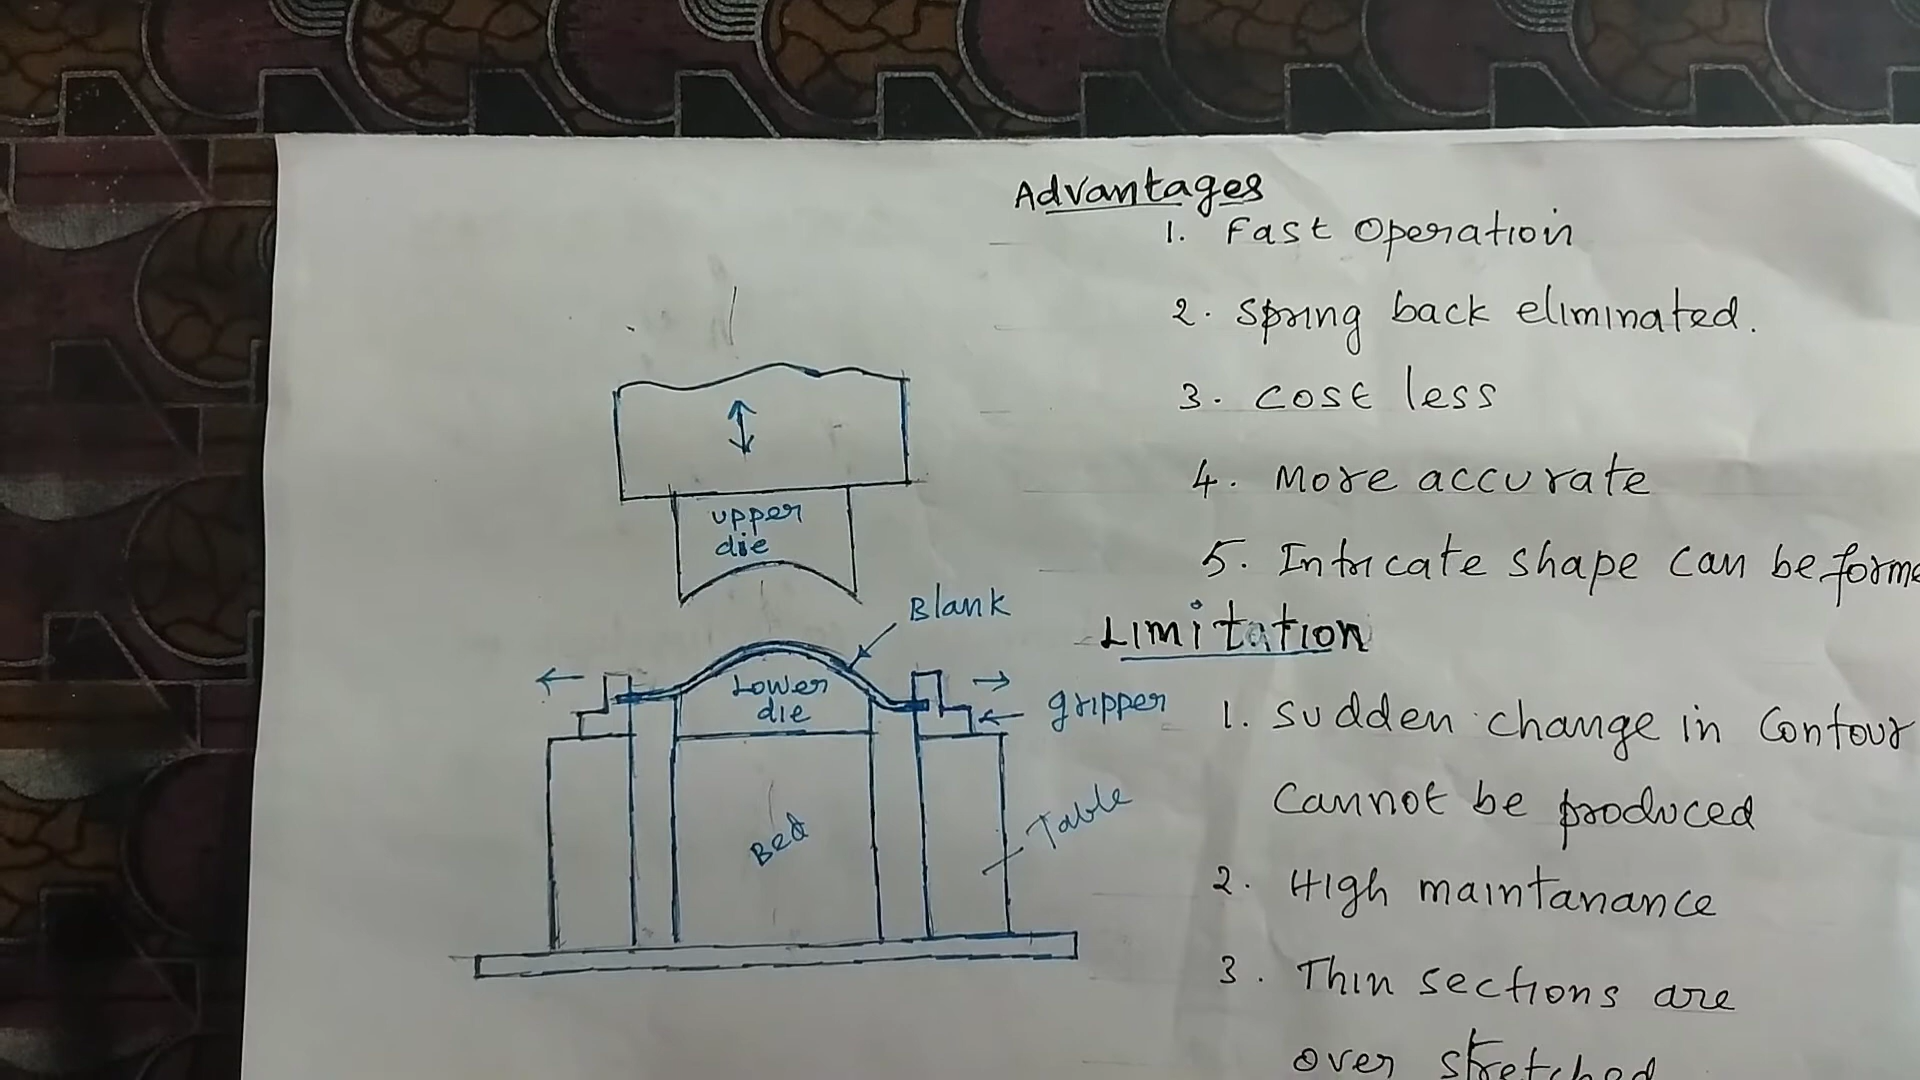 Advantages
1. Fast Operation
2. Spring back eliminated.
3. Cost less
4. More accurate
5. Intricate shape can be forme
Limitation
1. Sudden change in Contour
cannot be produced
2. High maintanance
3. Thin sections are
over stretched
upper
die
Blank
Lower
die
gripper
Table
Bed